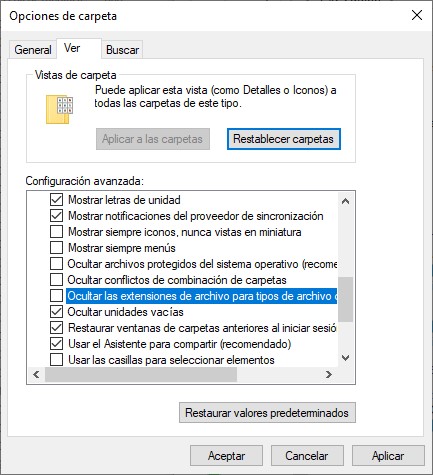 Opciones de carpeta
General
Ver
Buscar
Vistas de carpeta
Puede aplicar esta vista (como Detalles o Iconos) a
todas las carpetas de este tipo.
Aplicar a las carpetas
Restablecer carpetas
Configuración avanzada:
Mostrar letras de unidad
Mostrar notificaciones del proveedor de sincronización
Mostrar siempre iconos, nunca vistas en miniatura
Mostrar siempre menús
Ocultar archivos protegidos del sistema operativo (recome
Ocultar conflictos de combinación de carpetas
Ocultar las extensiones de archivo para tipos de archivo c
Ocultar unidades vacías
Restaurar ventanas de carpetas anteriores al iniciar sesió
Usar el Asistente para compartir (recomendado)
Usar las casillas para seleccionar elementos
Restaurar valores predeterminados
Aceptar
Cancelar
Aplicar